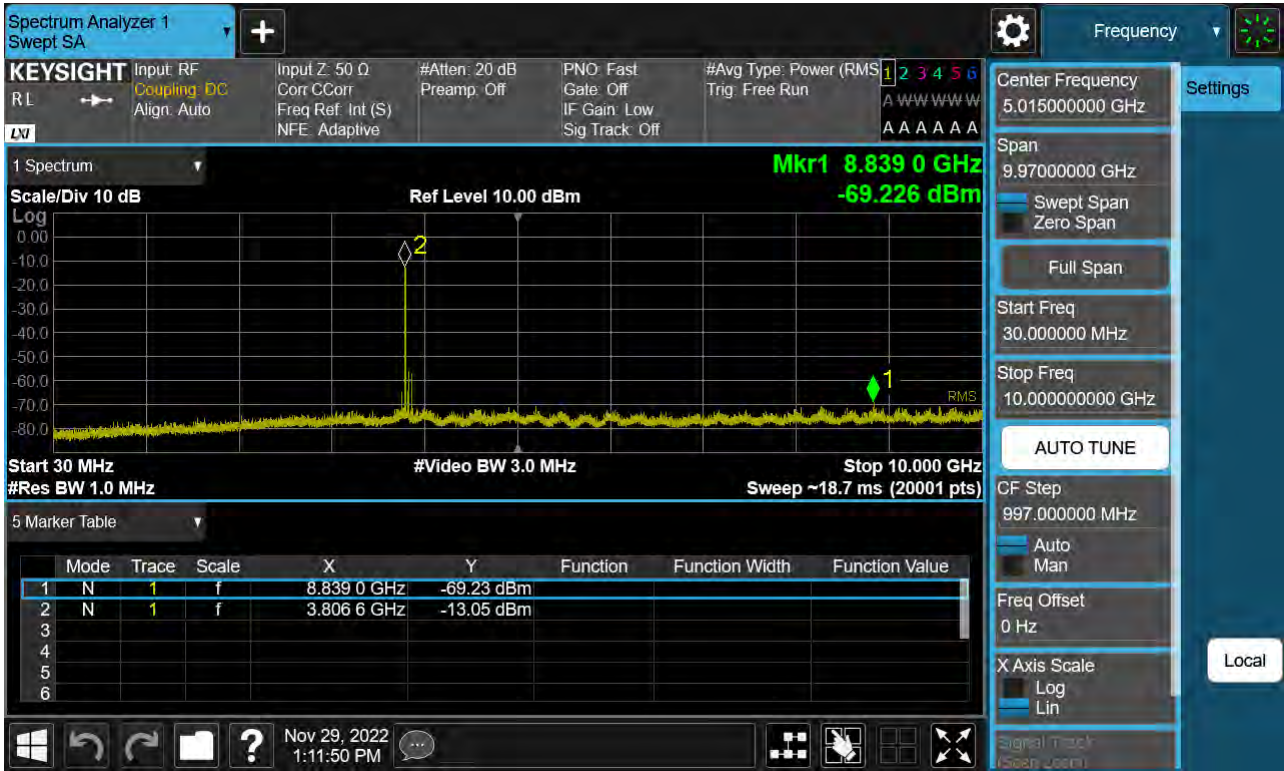 Spectrum Analyzer 1
Swept SA
Frequency
KEYSIGHT
RL
LXI
Input: RF
Coupling: DC
Align: Auto
Input Z: 50 Ω
Corr CCorr
Freq Ref: Int (S)
NFE: Adaptive
#Atten: 20 dB
Preamp: Off
PNO: Fast
Gate: Off
IF Gain: Low
Sig Track: Off
#Avg Type: Power (RMS
Trig: Free Run
1 2 3 4 5 6
A W W W W W
A A A A A A
1 Spectrum
Scale/Div 10 dB
Ref Level 10.00 dBm
Mkr1 8.839 0 GHz
-69.226 dBm
Log
0.00
-10.0
-20.0
-30.0
-40.0
-50.0
-60.0
-70.0
-80.0
2
1
RMS
Start 30 MHz
#Video BW 3.0 MHz
Stop 10.000 GHz
#Res BW 1.0 MHz
Sweep ~18.7 ms (20001 pts)
5 Marker Table
Mode Trace Scale X Y Function Function Width Function Value
1 N 1 f 8.839 0 GHz -69.23 dBm
2 N 1 f 3.806 6 GHz -13.05 dBm
3
4
5
6
Nov 29, 2022
1:11:50 PM
Center Frequency
5.015000000 GHz
Span
9.97000000 GHz
Swept Span
Zero Span
Full Span
Start Freq
30.000000 MHz
Stop Freq
10.000000000 GHz
AUTO TUNE
CF Step
997.000000 MHz
Auto
Man
Freq Offset
0 Hz
X Axis Scale
Log
Lin
Signal Track
(Span Zoom)
Settings
Local